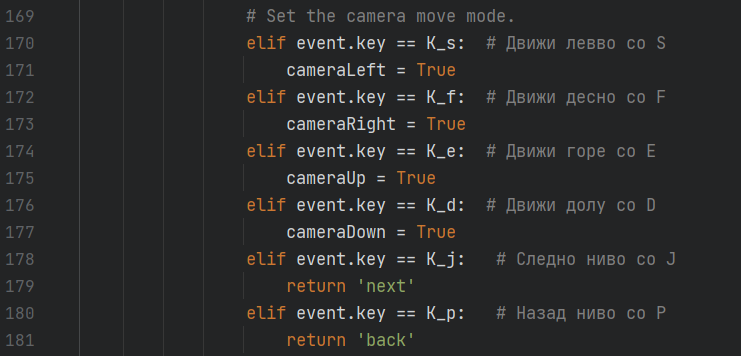 169 # Set the camera move mode.
170 elif event.key == K_s:  # Движи левво со S
171 cameraLeft = True
172 elif event.key == K_f:  # Движи десно со F
173 cameraRight = True
174 elif event.key == K_e:  # Движи горе со E
175 cameraUp = True
176 elif event.key == K_d:  # Движи долу со D
177 cameraDown = True
178 elif event.key == K_j:   # Следно ниво со J
179 return 'next'
180 elif event.key == K_p:   # Назад ниво со P
181 return 'back'